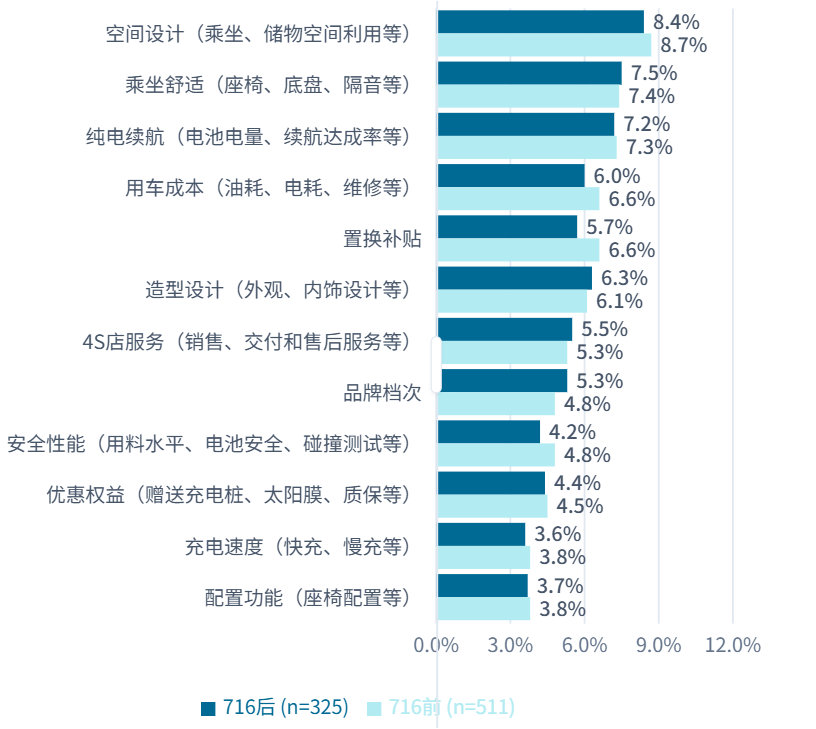 空间设计（乘坐、储物空间利用等） 8.4%
8.7%
乘坐舒适（座椅、底盘、隔音等） 7.5%
7.4%
纯电续航（电池电量、续航达成率等） 7.2%
7.3%
用车成本（油耗、电耗、维修等） 6.0%
6.6%
置换补贴 5.7%
6.6%
造型设计（外观、内饰设计等） 6.3%
6.1%
4S店服务（销售、交付和售后服务等） 5.5%
5.3%
品牌档次 5.3%
4.8%
安全性能（用料水平、电池安全、碰撞测试等） 4.2%
4.8%
优惠权益（赠送充电桩、太阳膜、质保等） 4.4%
4.5%
充电速度（快充、慢充等） 3.6%
3.8%
配置功能（座椅配置等） 3.7%
3.8%
0.0% 3.0% 6.0% 9.0% 12.0%
716后 (n=325) 716前 (n=511)